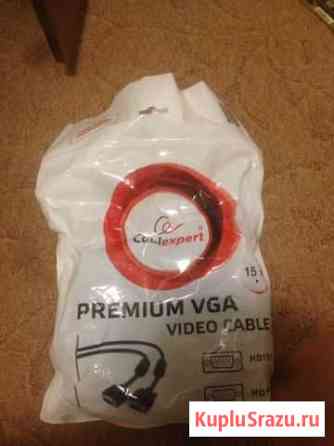 Cablexpert
15
PREMIUM VGA
VIDEO CABLE
KupluSrazu.ru